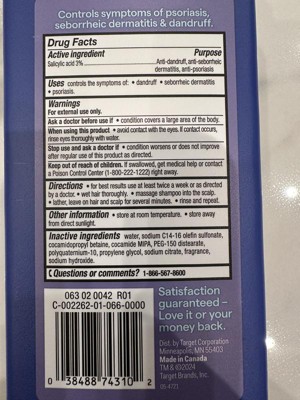 Controls symptoms of psoriasis,
seborrheic dermatitis & dandruff.
Drug Facts
Active ingredient Purpose
Salicylic acid 3% Anti-dandruff, anti-seborrheic
dermatitis, anti-psoriasis
Uses controls the symptoms of: • dandruff • seborrheic dermatitis
• psoriasis.
Warnings
For external use only.
Ask a doctor before use if • condition covers a large area of the body.
When using this product • avoid contact with the eyes. If contact occurs,
rinse eyes thoroughly with water.
Stop use and ask a doctor if • condition worsens or does not improve
after regular use of this product as directed.
Keep out of reach of children. If swallowed, get medical help or contact
a Poison Control Center (1-800-222-1222) right away.
Directions • for best results use at least twice a week or as directed
by a doctor. • wet hair thoroughly. • massage shampoo into the scalp.
• lather, leave on hair and scalp for several minutes. • rinse and repeat.
Other information • store at room temperature. • store away
from direct sunlight.
Inactive ingredients water, sodium C14-16 olefin sulfonate,
cocamidopropyl betaine, cocamide MIPA, PEG-150 distearate,
polyquaternium-10, propylene glycol, sodium citrate, fragrance,
sodium hydroxide.
Questions or comments? 1-866-567-8600
063 02 0042 R01
C-002262-01-066-0000
0 38488 74310 2
Satisfaction
guaranteed –
Love it or your
money back.
Dist. by Target Corporation
Minneapolis, MN 55403
Made in Canada
TM & ©2024
Target Brands, Inc.